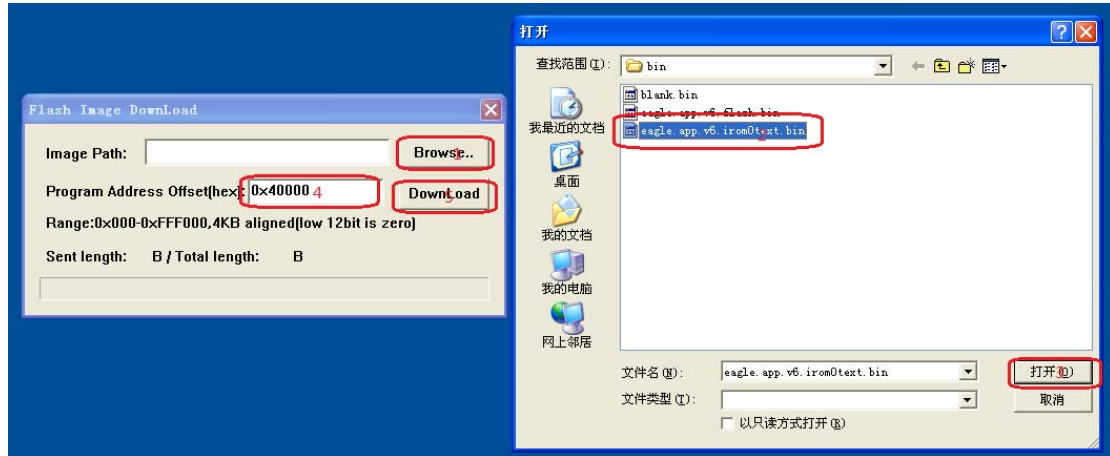 Flash Image DownLoad
Image Path:
Browse..
1
Program Address Offset(hex): 0x40000
4
DownLoad
5
Range:0x000-0xFFF000,4KB aligned(low 12bit is zero)
Sent length: B / Total length: B
打开
查找范围(I): bin
blank.bin
eagle.app.v6.flash.bin
eagle.app.v6.irom0text.bin
2
我最近的文档
桌面
我的文档
我的电脑
网上邻居
文件名(N): eagle.app.v6.irom0text.bin
打开(O)
3
文件类型(T):
取消
以只读方式打开(R)